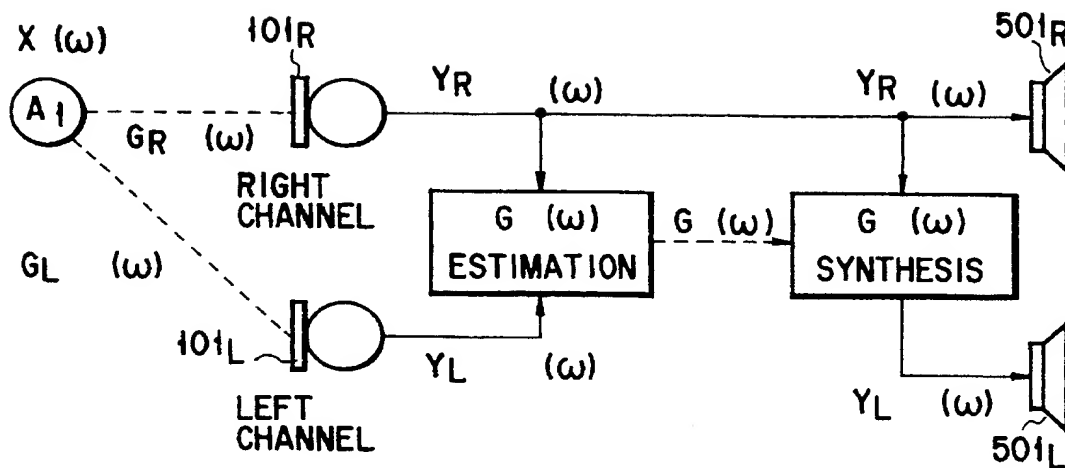 X (ω)
101R
501R
A1
YR (ω)
YR (ω)
GR (ω)
RIGHT
CHANNEL
G (ω)
ESTIMATION
G (ω)
G (ω)
SYNTHESIS
GL (ω)
101L
YL (ω)
YL (ω)
LEFT
CHANNEL
501L